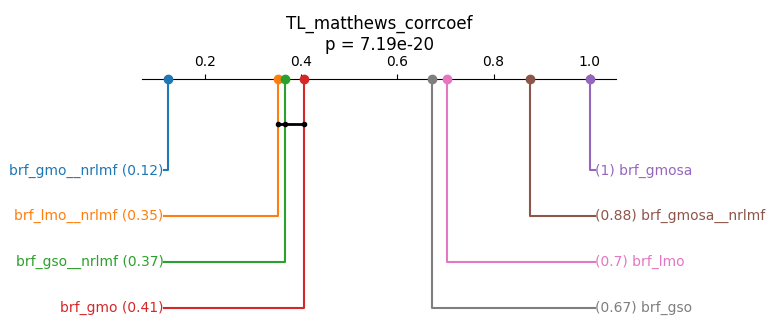 TL_matthews_corrcoef
p = 7.19e-20
0.2 0.4 0.6 0.8 1.0
brf_gmo__nrlmf (0.12) (1) brf_gmosa
brf_lmo__nrlmf (0.35) (0.88) brf_gmosa__nrlmf
brf_gso__nrlmf (0.37) (0.7) brf_lmo
brf_gmo (0.41) (0.67) brf_gso